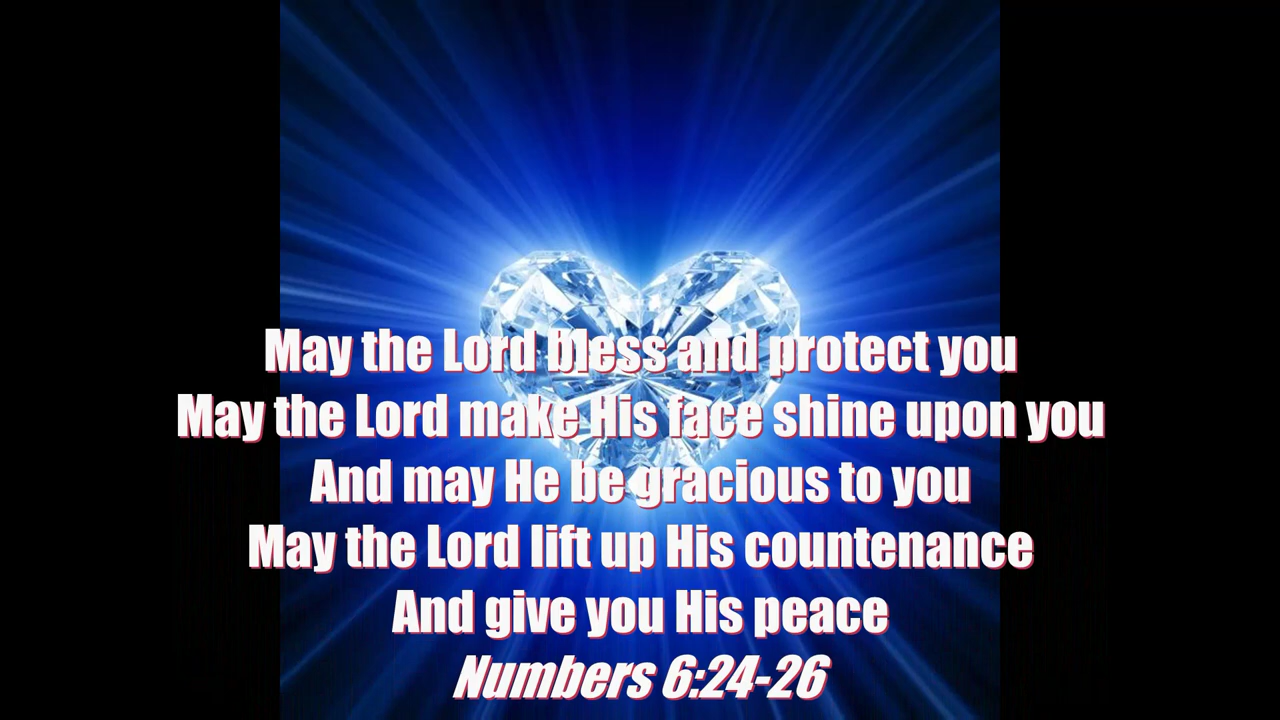 May the Lord bless and protect you
May the Lord make His face shine upon you
And may He be gracious to you
May the Lord lift up His countenance
And give you His peace
Numbers 6:24-26